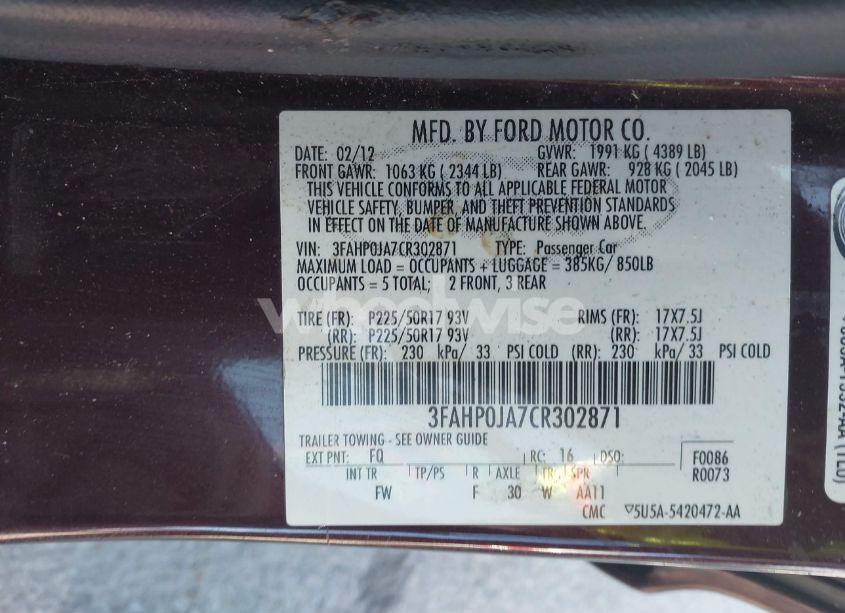 MFD. BY FORD MOTOR CO.
DATE: 02/12 GVWR: 1991 KG ( 4389 LB)
FRONT GAWR: 1063 KG ( 2344 LB) REAR GAWR: 928 KG ( 2045 LB)
THIS VEHICLE CONFORMS TO ALL APPLICABLE FEDERAL MOTOR
VEHICLE SAFETY, BUMPER, AND THEFT PREVENTION STANDARDS
IN EFFECT ON THE DATE OF MANUFACTURE SHOWN ABOVE.
VIN: 3FAHP0JA7CR302871 TYPE: Passenger Car
MAXIMUM LOAD = OCCUPANTS + LUGGAGE = 385KG/ 850LB
OCCUPANTS = 5 TOTAL; 2 FRONT, 3 REAR
wheelwise
TIRE (FR): P225/50R17 93V RIMS (FR): 17X7.5J
(RR): P225/50R17 93V (RR): 17X7.5J
PRESSURE (FR): 230 kPa/ 33 PSI COLD (RR): 230 kPa/ 33 PSI COLD
3FAHP0JA7CR302871
TRAILER TOWING - SEE OWNER GUIDE
EXT PNT: FQ RC: 16 DSO: F0086
INT TR TP/PS R AXLE TR SPR R0073
FW F 30 W AA11
CMC ▽5U5A-5420472-AA